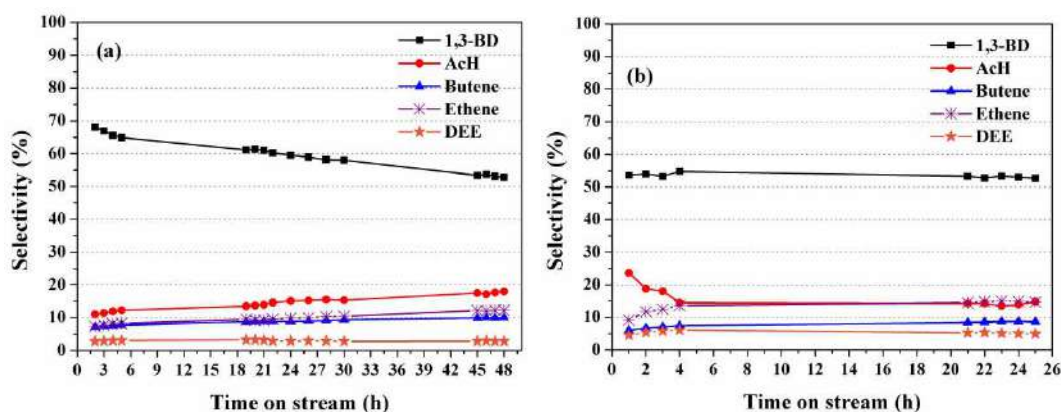 (a)
1,3-BD
AcH
Butene
Ethene
DEE
Selectivity (%)
100
90
80
70
60
50
40
30
20
10
0
0 3 6 9 12 15 18 21 24 27 30 33 36 39 42 45 48
Time on stream (h)
(b)
1,3-BD
AcH
Butene
Ethene
DEE
Selectivity (%)
100
90
80
70
60
50
40
30
20
10
0
0 2 4 6 8 10 12 14 16 18 20 22 24 26
Time on stream (h)